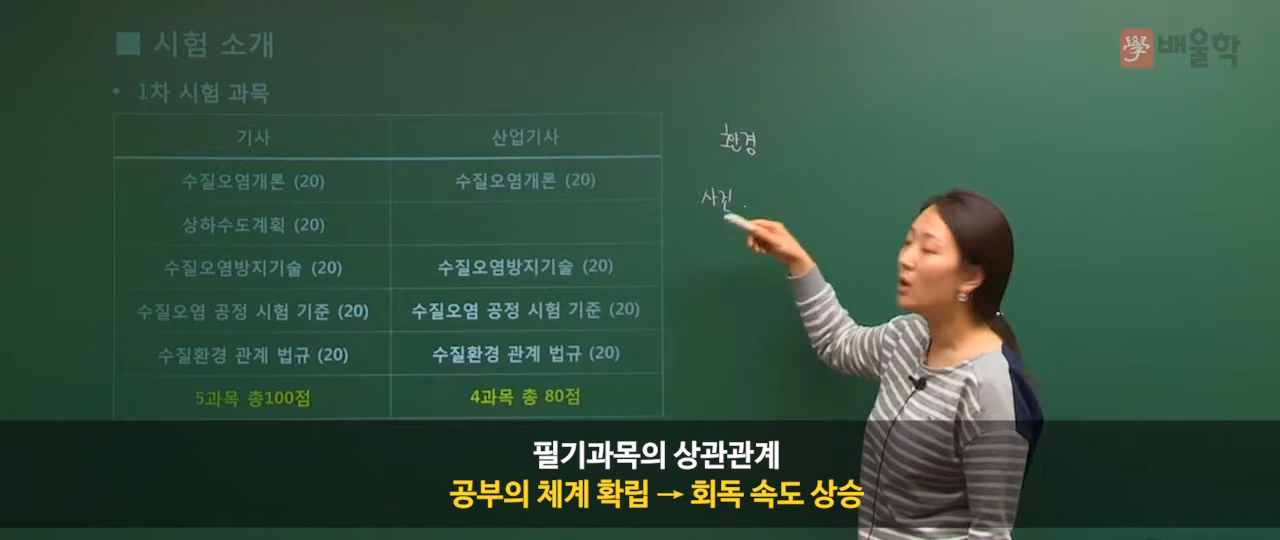 ■ 시험 소개
學 배울학
• 1차 시험 과목
기사 산업기사
수질오염개론 (20) 수질오염개론 (20)
상하수도계획 (20)
수질오염방지기술 (20) 수질오염방지기술 (20)
수질오염 공정 시험 기준 (20) 수질오염 공정 시험 기준 (20)
수질환경 관계 법규 (20) 수질환경 관계 법규 (20)
5과목 총100점 4과목 총 80점
환경
필기과목의 상관관계
공부의 체계 확립 → 회독 속도 상승